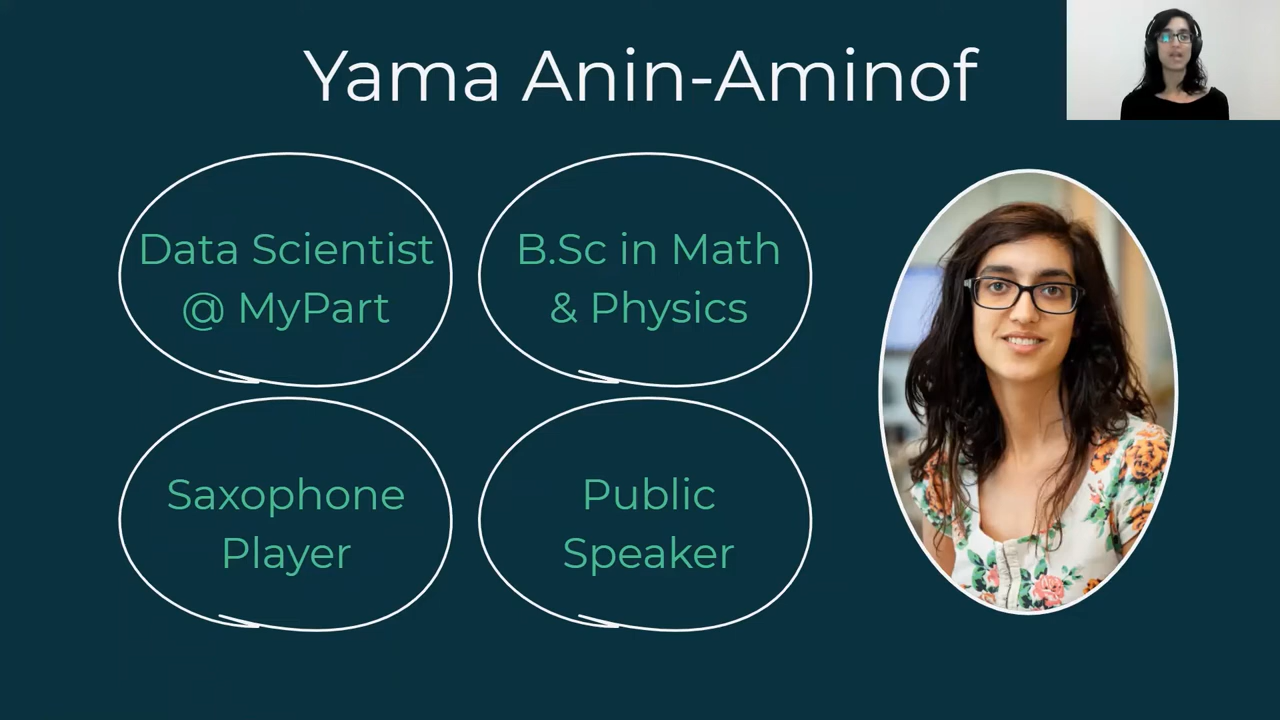 Yama Anin-Aminof
Data Scientist
@ MyPart
B.Sc in Math
& Physics
Saxophone
Player
Public
Speaker